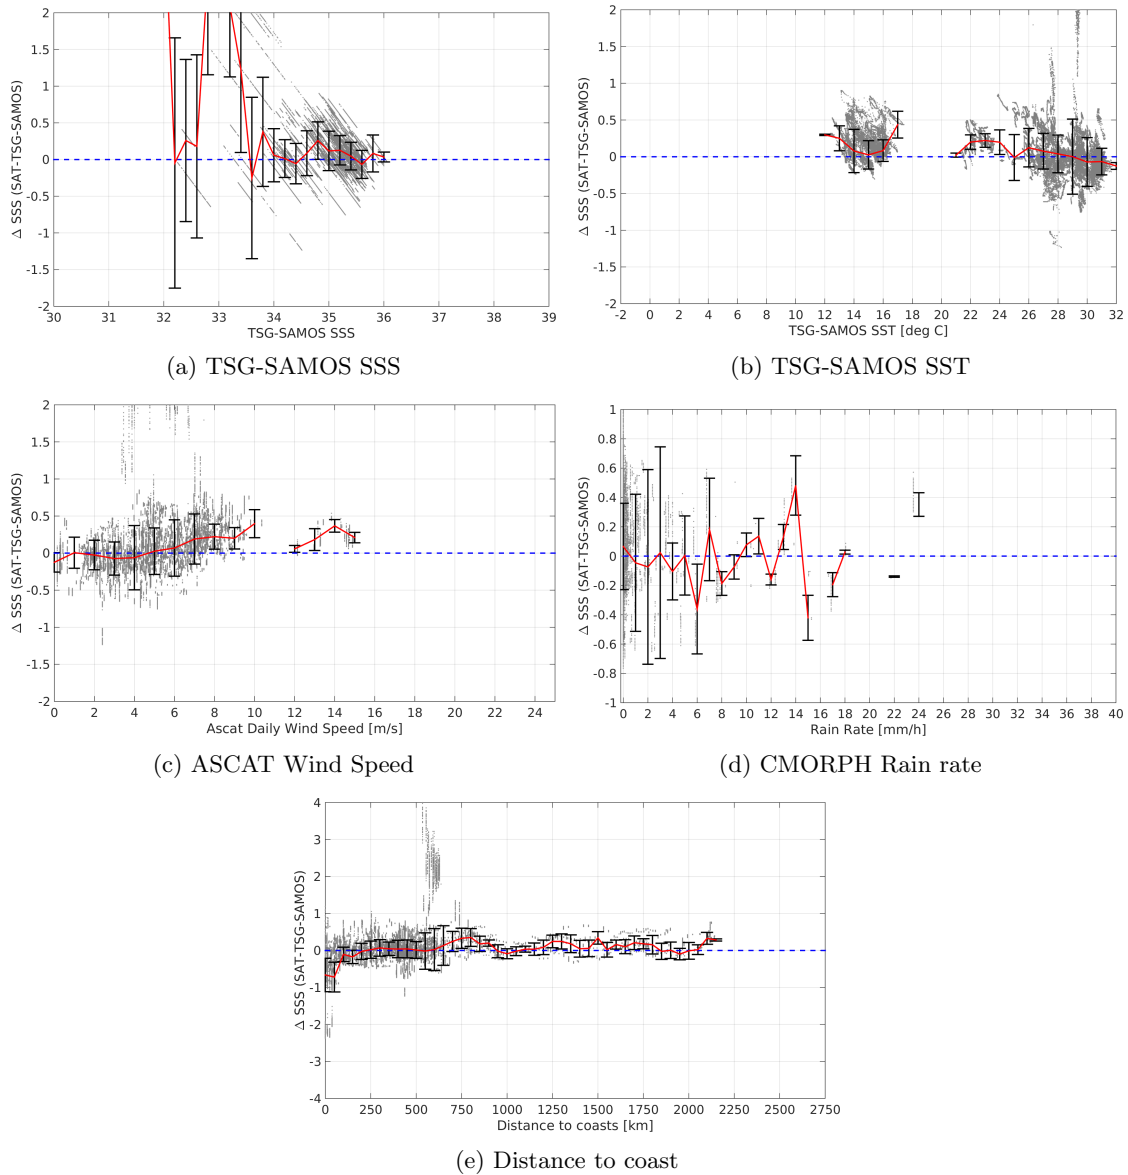 Δ SSS (SAT-TSG-SAMOS)
2
1.5
1
0.5
0
-0.5
-1
-1.5
-2
30 31 32 33 34 35 36 37 38 39
TSG-SAMOS SSS
(a) TSG-SAMOS SSS
Δ SSS (SAT-TSG-SAMOS)
2
1.5
1
0.5
0
-0.5
-1
-1.5
-2
-2 0 2 4 6 8 10 12 14 16 18 20 22 24 26 28 30 32
TSG-SAMOS SST [deg C]
(b) TSG-SAMOS SST
Δ SSS (SAT-TSG-SAMOS)
2
1.5
1
0.5
0
-0.5
-1
-1.5
-2
0 2 4 6 8 10 12 14 16 18 20 22 24
Ascat Daily Wind Speed [m/s]
(c) ASCAT Wind Speed
Δ SSS (SAT-TSG-SAMOS)
1
0.8
0.6
0.4
0.2
0
-0.2
-0.4
-0.6
-0.8
-1
0 2 4 6 8 10 12 14 16 18 20 22 24 26 28 30 32 34 36 38 40
Rain Rate [mm/h]
(d) CMORPH Rain rate
Δ SSS (SAT-TSG-SAMOS)
4
3
2
1
0
-1
-2
-3
-4
0 250 500 750 1000 1250 1500 1750 2000 2250 2500 2750
Distance to coasts [km]
(e) Distance to coast